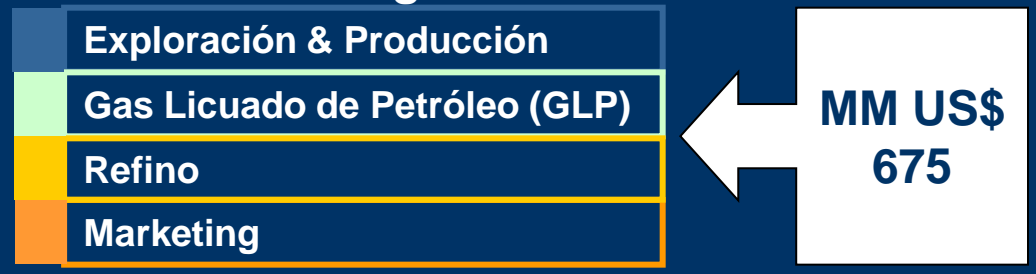 Exploración & Producción
Gas Licuado de Petróleo (GLP)
Refino
Marketing
MM US$
675